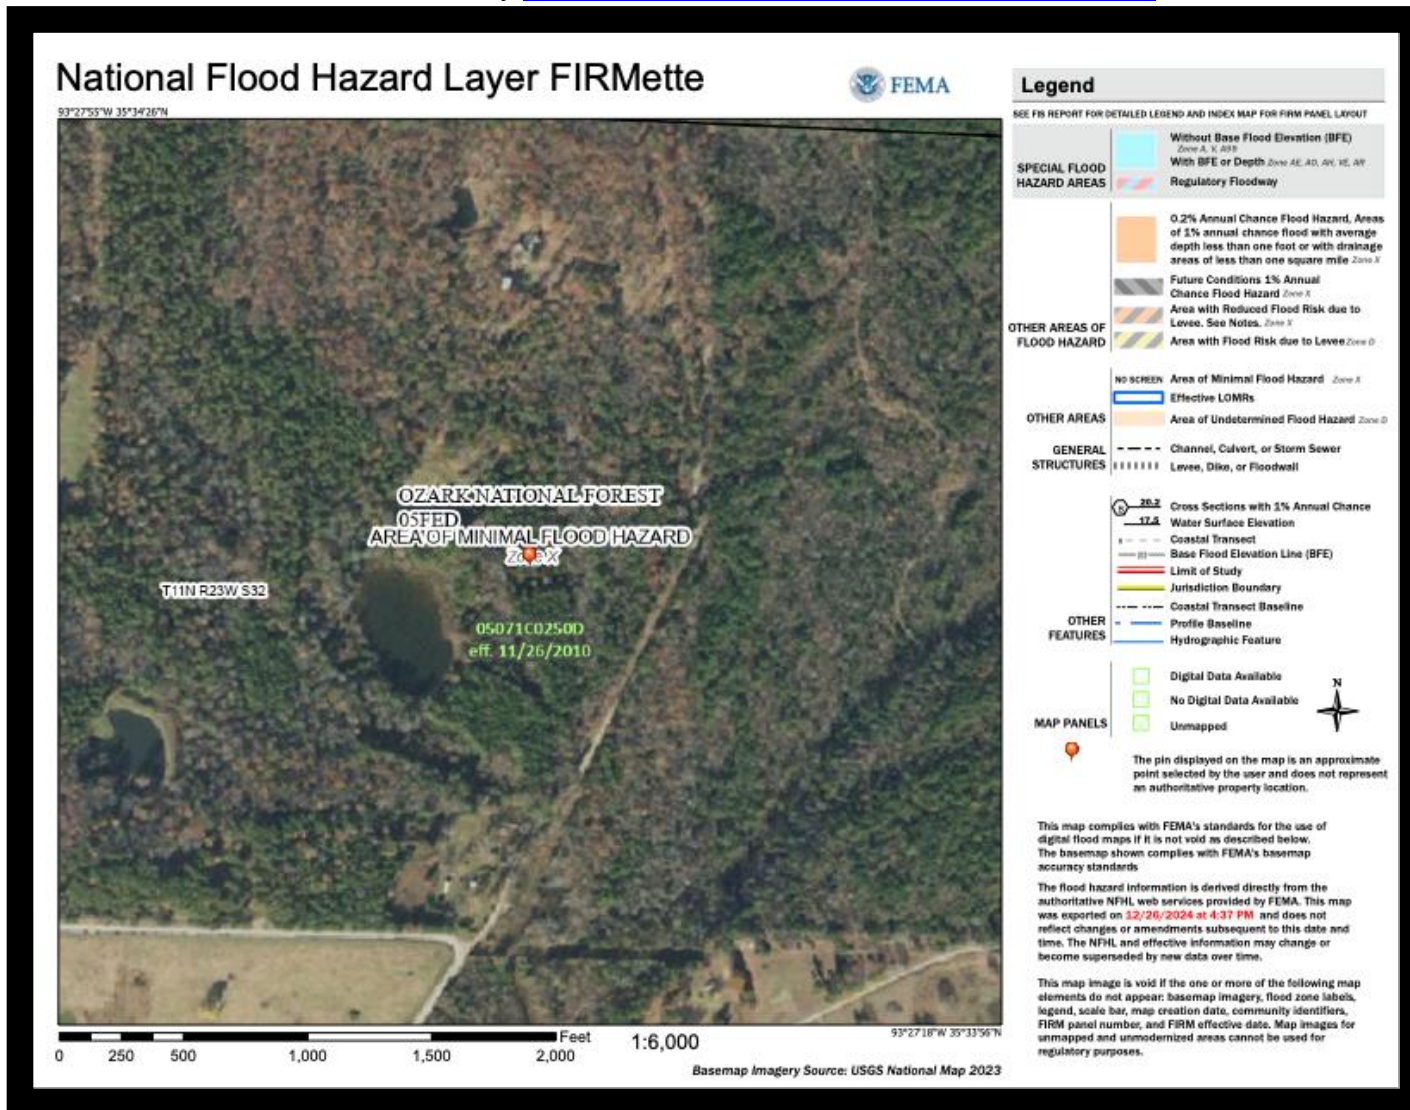 National Flood Hazard Layer FIRMette
FEMA
93°27'55"W 35°34'26"N
OZARK NATIONAL FOREST
05FED
AREA OF MINIMAL FLOOD HAZARD
Zone X
T11N R23W S32
05071C0250D
eff. 11/26/2010
Feet
1:6,000
93°27'18"W 35°33'56"N
0 250 500 1,000 1,500 2,000
Basemap Imagery Source: USGS National Map 2023
Legend
SEE FIS REPORT FOR DETAILED LEGEND AND INDEX MAP FOR FIRM PANEL LAYOUT
SPECIAL FLOOD
HAZARD AREAS
Without Base Flood Elevation (BFE)
Zone A, V, A99
With BFE or Depth Zone AE, AO, AH, VE, AR
Regulatory Floodway
0.2% Annual Chance Flood Hazard, Areas
of 1% annual chance flood with average
depth less than one foot or with drainage
areas of less than one square mile Zone X
Future Conditions 1% Annual
Chance Flood Hazard Zone X
Area with Reduced Flood Risk due to
Levee. See Notes. Zone X
Area with Flood Risk due to Levee Zone D
OTHER AREAS OF
FLOOD HAZARD
NO SCREEN Area of Minimal Flood Hazard Zone X
Effective LOMRs
Area of Undetermined Flood Hazard Zone D
OTHER AREAS
GENERAL
STRUCTURES
Channel, Culvert, or Storm Sewer
Levee, Dike, or Floodwall
20.2 Cross Sections with 1% Annual Chance
17.5 Water Surface Elevation
Coastal Transect
Base Flood Elevation Line (BFE)
Limit of Study
Jurisdiction Boundary
Coastal Transect Baseline
Profile Baseline
Hydrographic Feature
OTHER
FEATURES
Digital Data Available
No Digital Data Available
Unmapped
MAP PANELS
N
The pin displayed on the map is an approximate
point selected by the user and does not represent
an authoritative property location.
This map complies with FEMA's standards for the use of
digital flood maps if it is not void as described below.
The basemap shown complies with FEMA's basemap
accuracy standards
The flood hazard information is derived directly from the
authoritative NFHL web services provided by FEMA. This map
was exported on 12/26/2024 at 4:37 PM and does not
reflect changes or amendments subsequent to this date and
time. The NFHL and effective information may change or
become superseded by new data over time.
This map image is void if the one or more of the following map
elements do not appear: basemap imagery, flood zone labels,
legend, scale bar, map creation date, community identifiers,
FIRM panel number, and FIRM effective date. Map images for
unmapped and unmodernized areas cannot be used for
regulatory purposes.